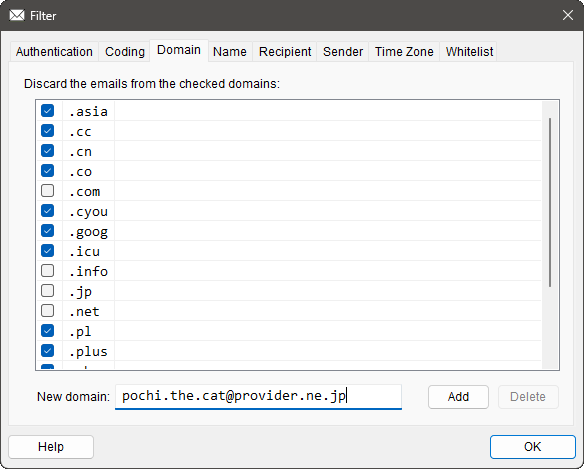 Filter
Authentication Coding Domain Name Recipient Sender Time Zone Whitelist
Discard the emails from the checked domains:
.asia
.cc
.cn
.co
.com
.cyou
.goog
.icu
.info
.jp
.net
.pl
.plus
New domain: pochi.the.cat@provider.ne.jp Add Delete
Help OK